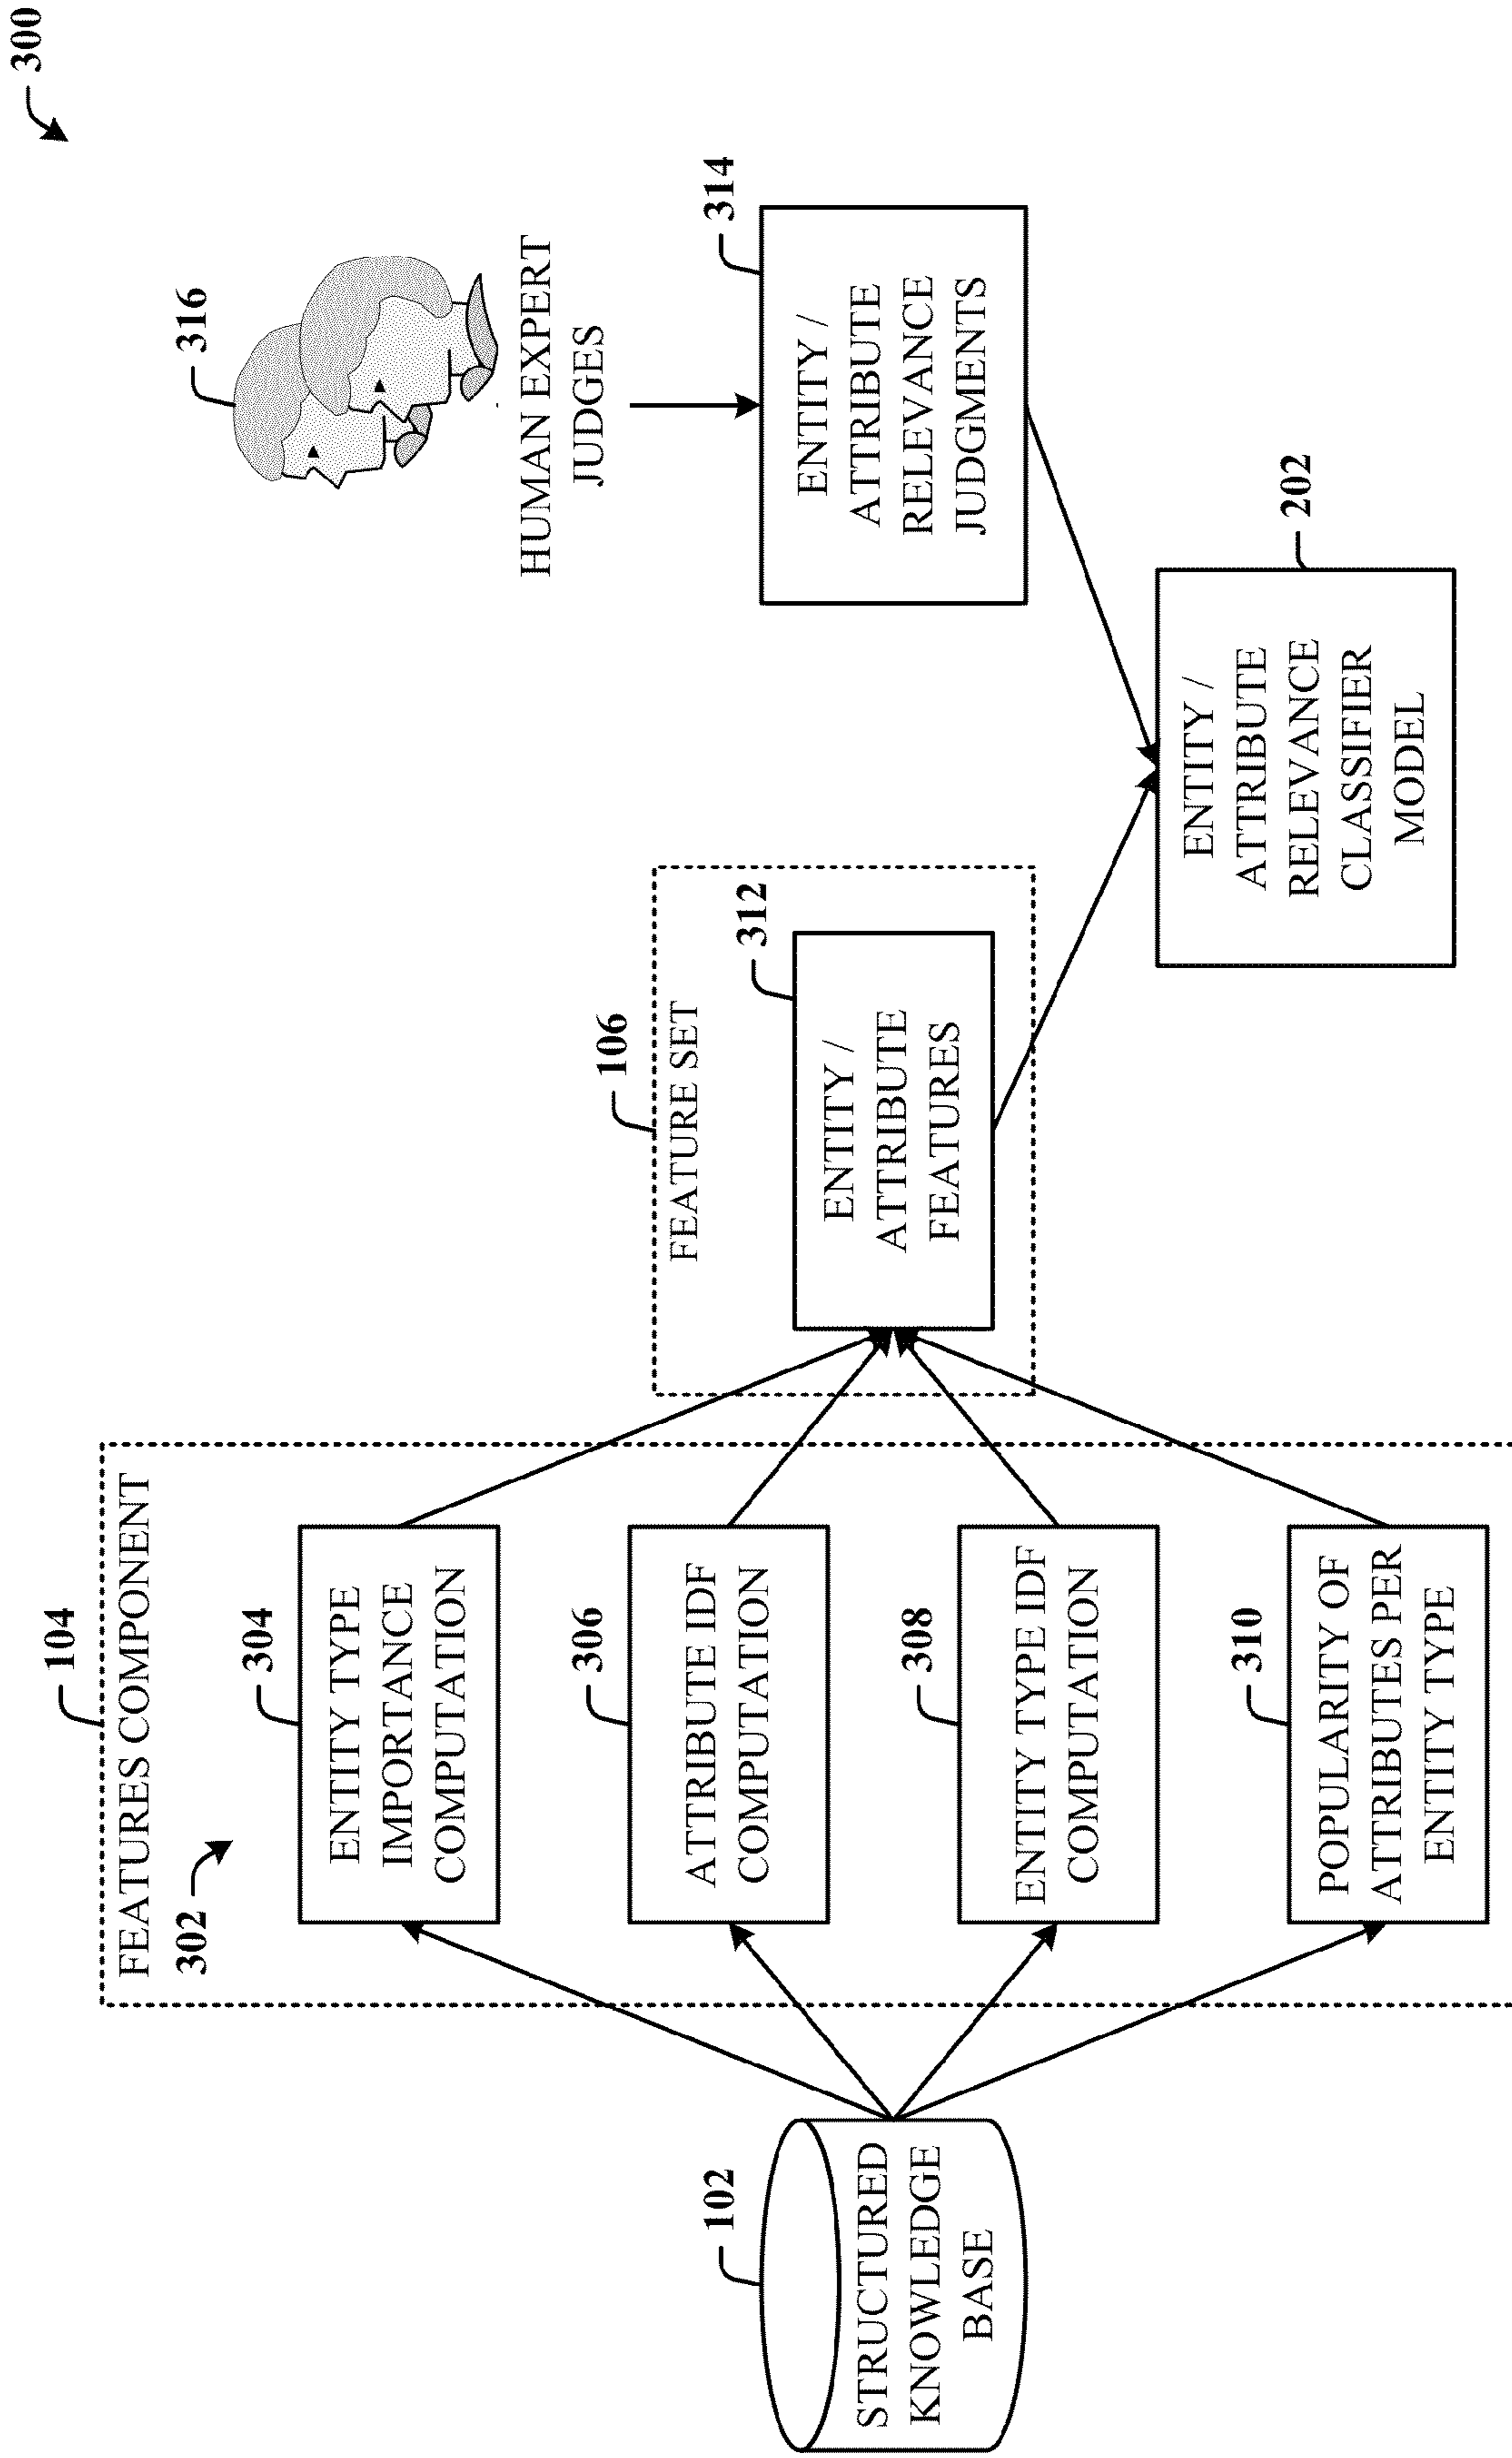 300
104
FEATURES COMPONENT
302
304
ENTITY TYPE
IMPORTANCE
COMPUTATION
306
ATTRIBUTE IDF
COMPUTATION
308
ENTITY TYPE IDF
COMPUTATION
310
POPULARITY OF
ATTRIBUTES PER
ENTITY TYPE
102
STRUCTURED
KNOWLEDGE
BASE
106
FEATURE SET
312
ENTITY /
ATTRIBUTE
FEATURES
316
HUMAN EXPERT
JUDGES
314
ENTITY /
ATTRIBUTE
RELEVANCE
JUDGMENTS
202
ENTITY /
ATTRIBUTE
RELEVANCE
CLASSIFIER
MODEL